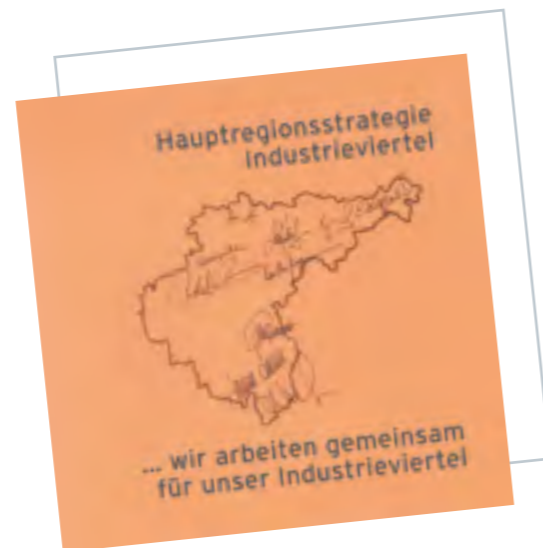 Hauptregionsstrategie
Industrieviertel
... wir arbeiten gemeinsam
für unser Industrieviertel